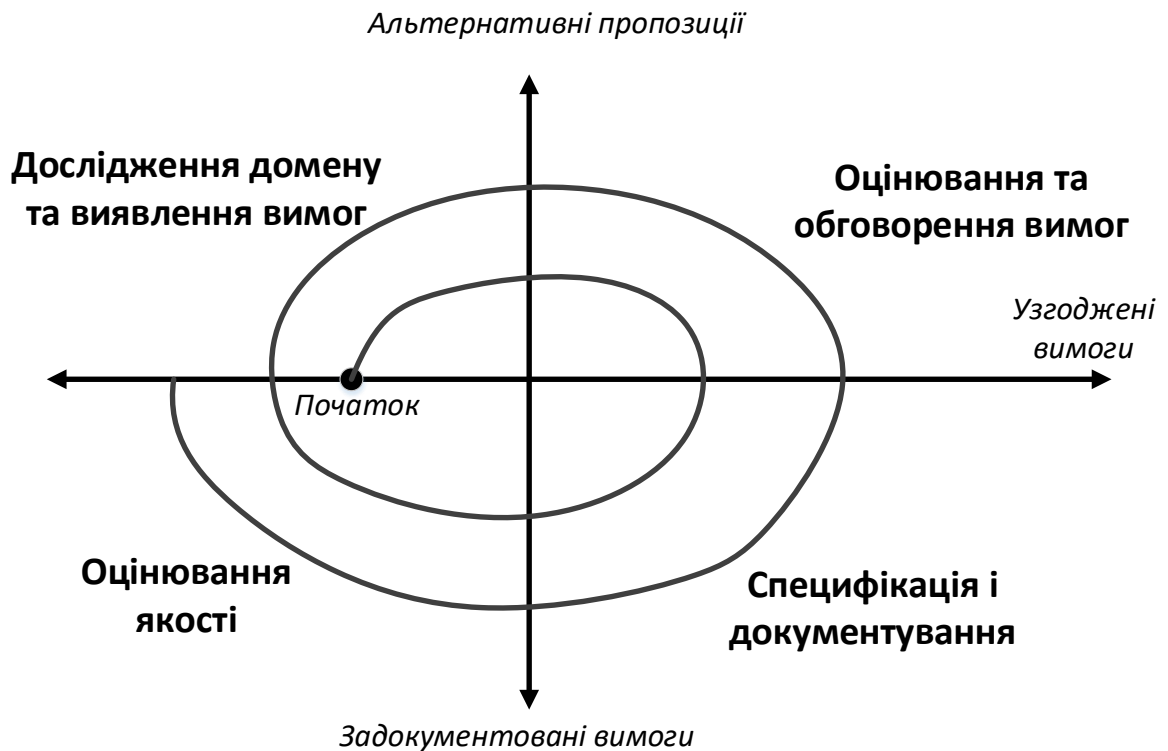 Альтернативні пропозиції
Дослідження домену
та виявлення вимог
Оцінювання та
обговорення вимог
Узгоджені
вимоги
Початок
Оцінювання
якості
Специфікація і
документування
Задокументовані вимоги